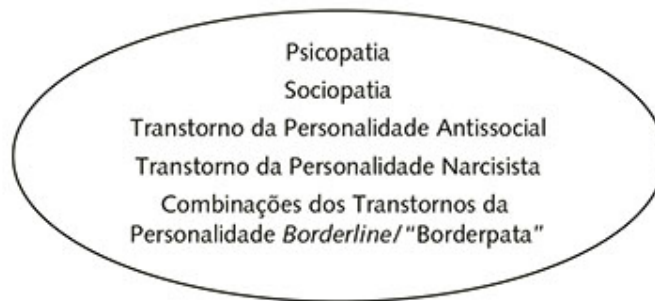 Psicopatia
Sociopatia
Transtorno da Personalidade Antissocial
Transtorno da Personalidade Narcisista
Combinações dos Transtornos da
Personalidade Borderline/ “Borderpata”